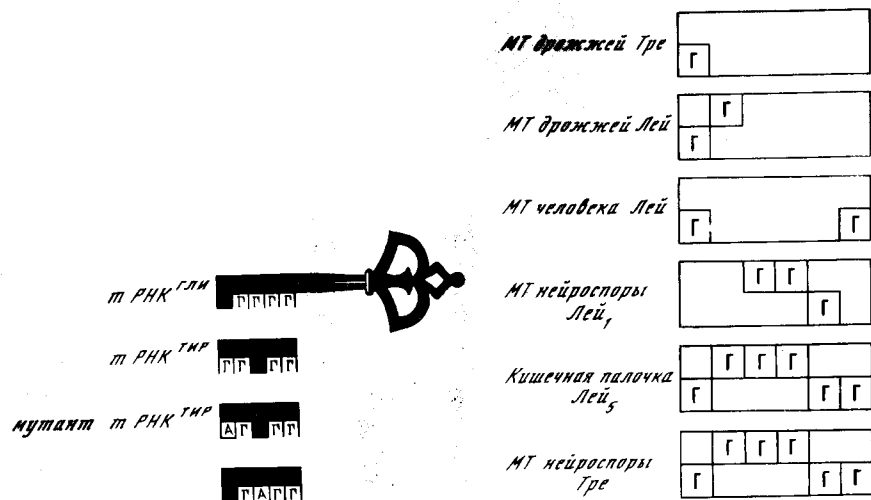 т РНК ГЛИ
Г Г Г Г
т РНК ТИР
Г Г Г Г
мутант т РНК ТИР
А Г Г Г
Г А Г Г
МТ дрожжей Тре
Г
МТ дрожжей Лей
Г
Г
МТ человека Лей
Г Г
МТ нейроспоры
Лей1
Г Г
Г
Кишечная палочка
Лей5
Г Г Г
Г Г Г
МТ нейроспоры
Тре
Г Г Г
Г Г Г